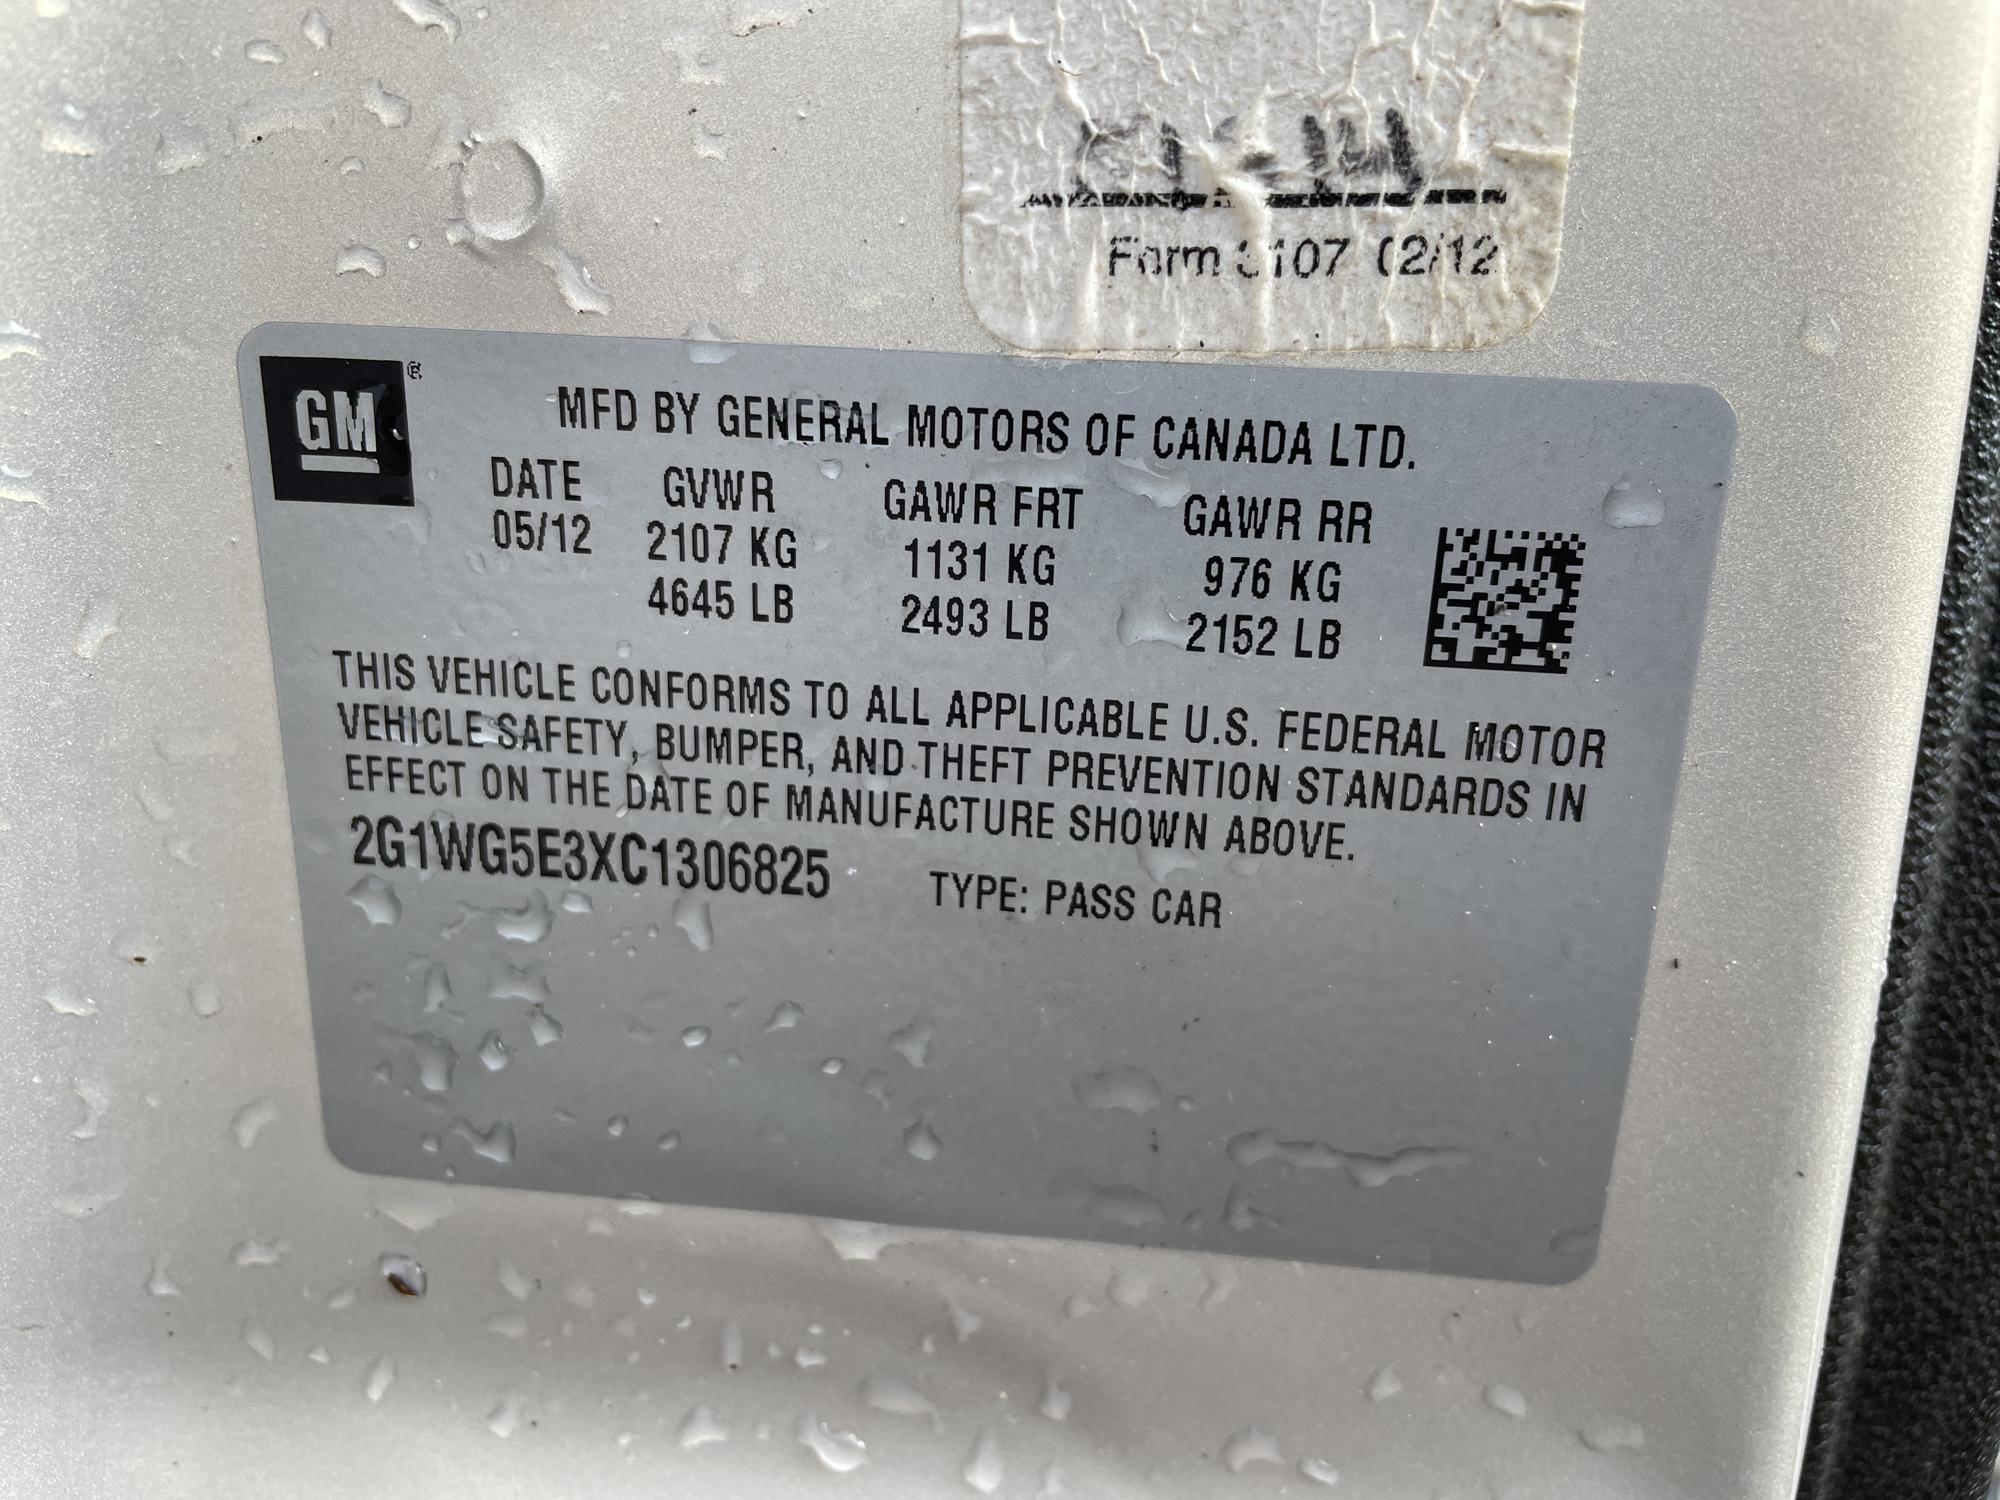 Form 107 02/12
GM
MFD BY GENERAL MOTORS OF CANADA LTD.
DATE GVWR GAWR FRT GAWR RR
05/12 2107 KG 1131 KG 976 KG
4645 LB 2493 LB 2152 LB
THIS VEHICLE CONFORMS TO ALL APPLICABLE U.S. FEDERAL MOTOR
VEHICLE SAFETY, BUMPER, AND THEFT PREVENTION STANDARDS IN
EFFECT ON THE DATE OF MANUFACTURE SHOWN ABOVE.
2G1WG5E3XC1306825 TYPE: PASS CAR